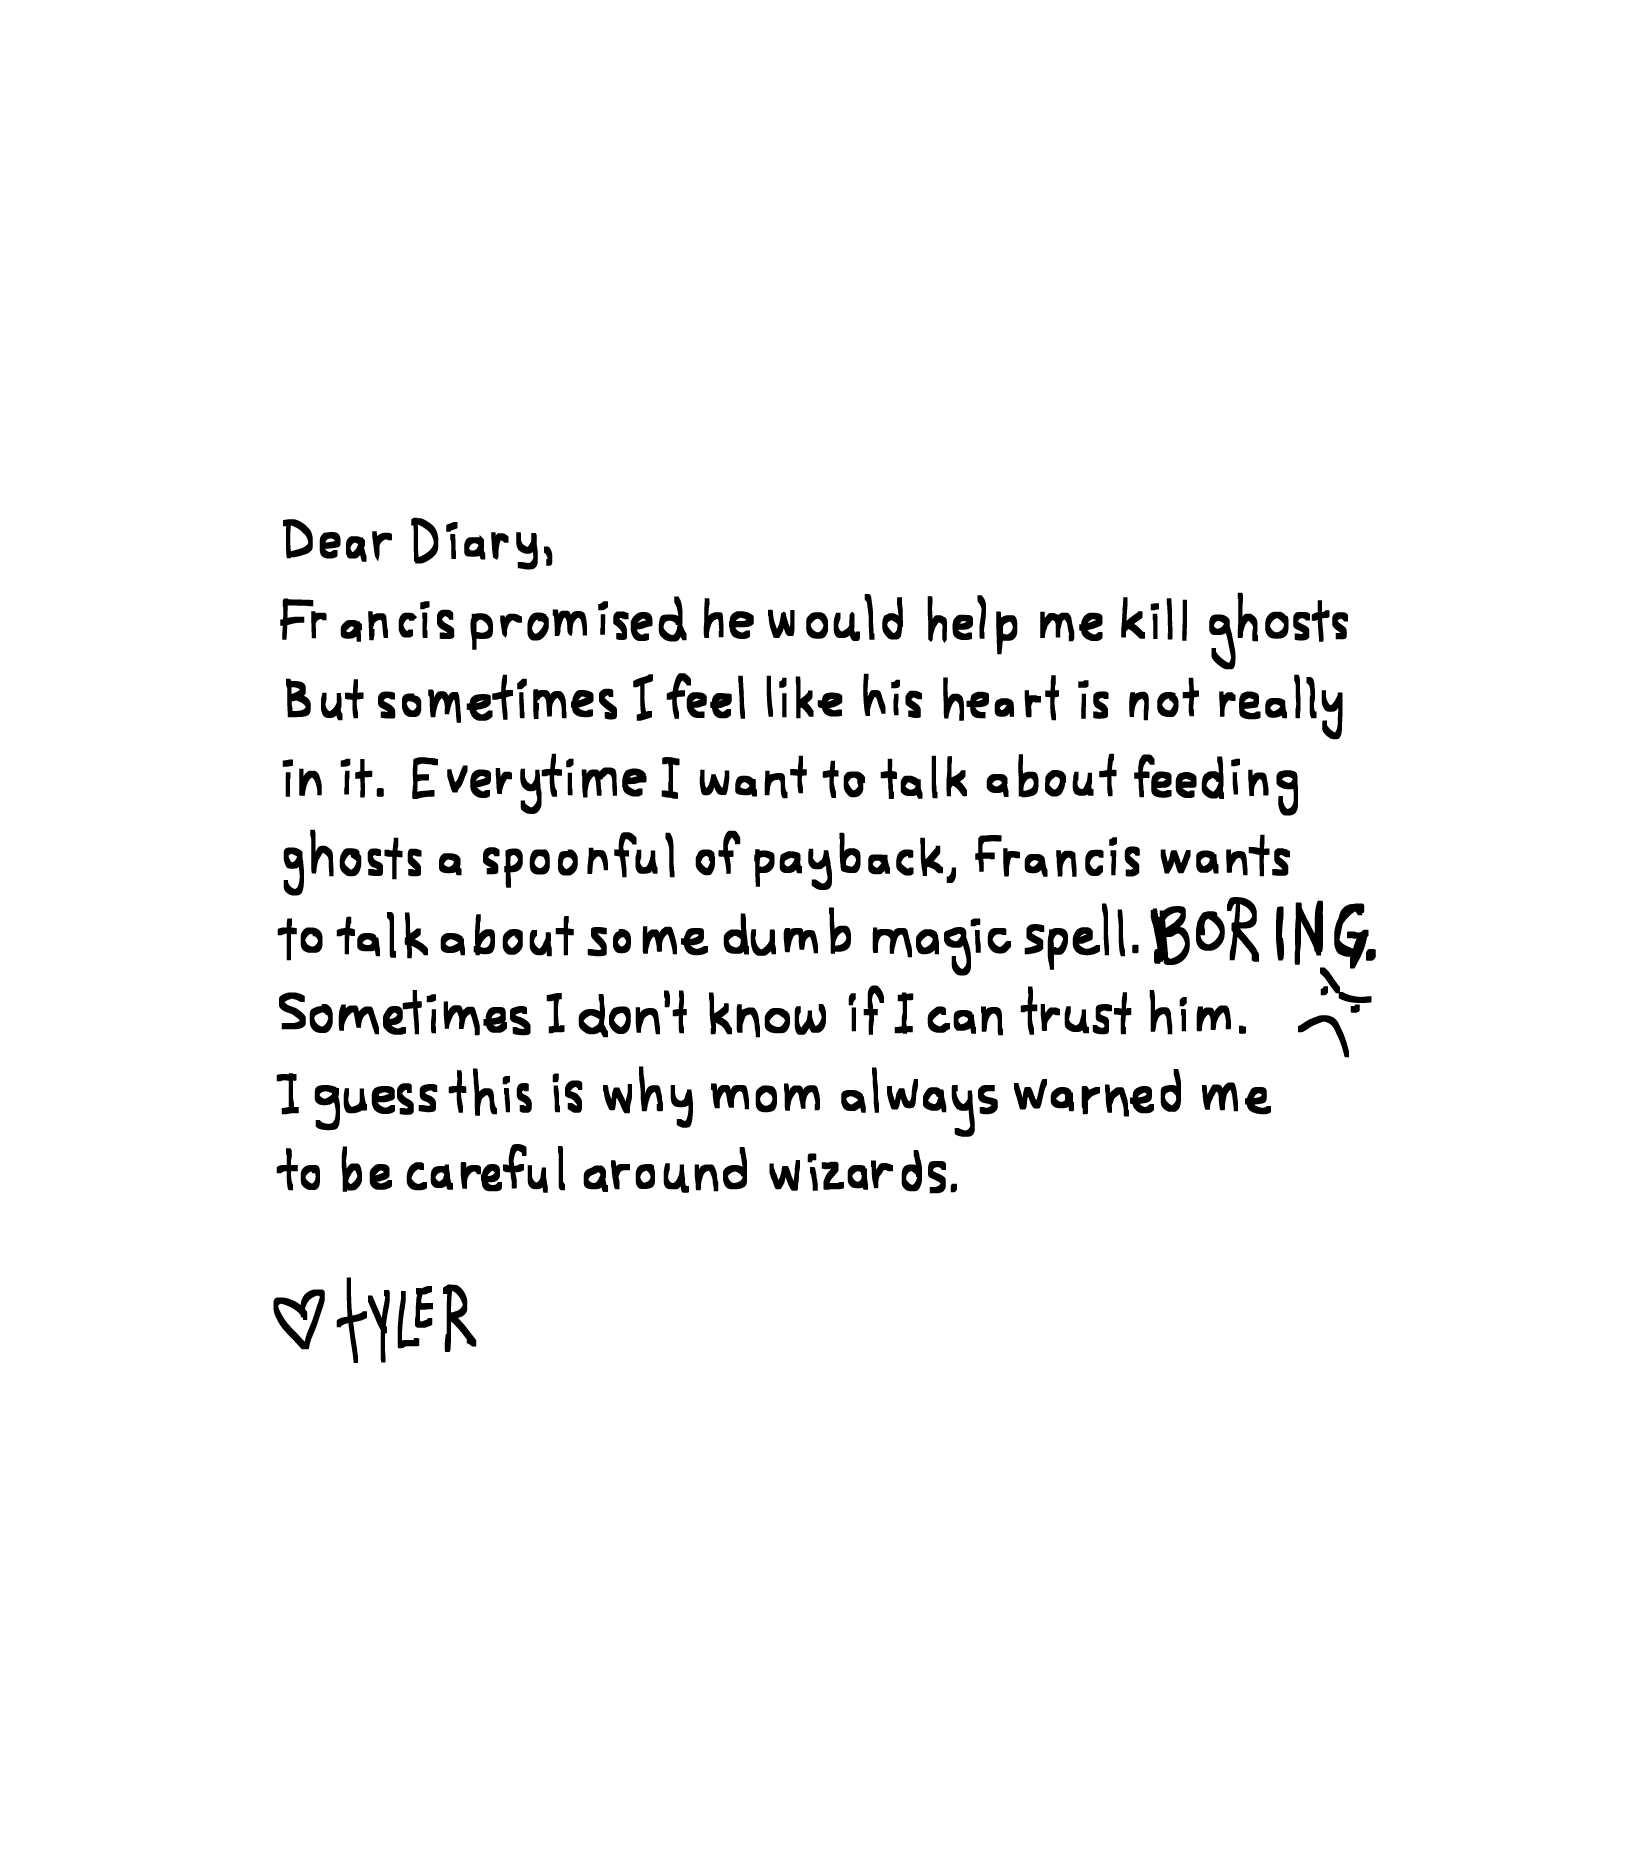 Dear Diary,
Francis promised he would help me kill ghosts
But sometimes I feel like his heart is not really
in it. Everytime I want to talk about feeding
ghosts a spoonful of payback, Francis wants
to talk about some dumb magic spell. BORING.
Sometimes I don't know if I can trust him.
I guess this is why mom always warned me
to be careful around wizards.
♡ tYLER